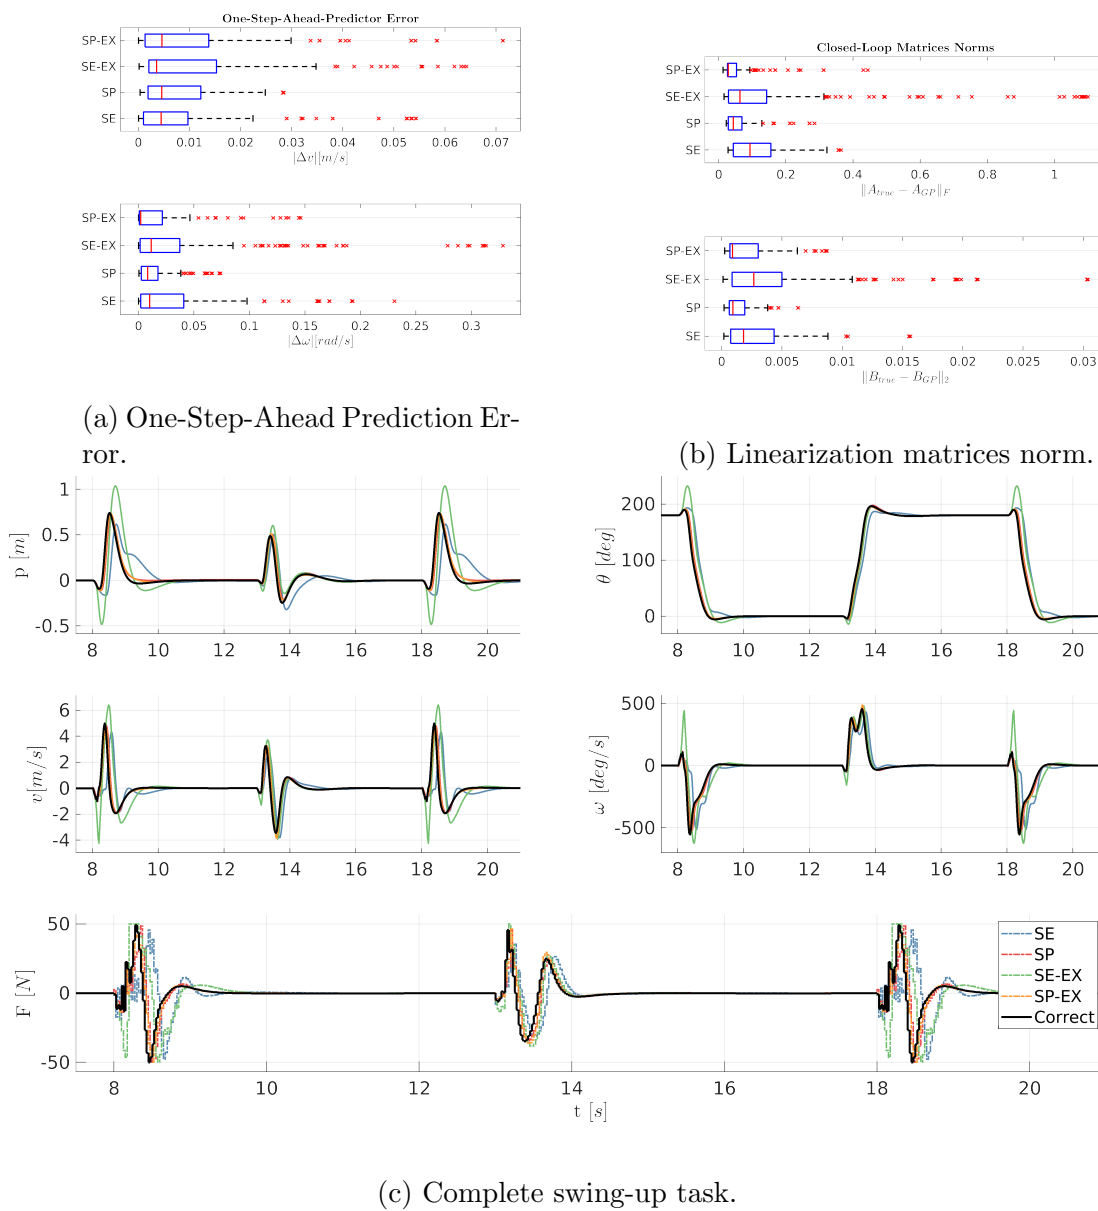 One-Step-Ahead-Predictor Error
SP-EX
SE-EX
SP
SE
0 0.01 0.02 0.03 0.04 0.05 0.06 0.07
|Δv|[m/s]
SP-EX
SE-EX
SP
SE
0 0.05 0.1 0.15 0.2 0.25 0.3
|Δω|[rad/s]
(a) One-Step-Ahead Prediction Er-
ror.
Closed-Loop Matrices Norms
SP-EX
SE-EX
SP
SE
0 0.2 0.4 0.6 0.8 1
‖A_true − A_GP‖_F
SP-EX
SE-EX
SP
SE
0 0.005 0.01 0.015 0.02 0.025 0.03
‖B_true − B_GP‖_2
(b) Linearization matrices norm.
p [m]
1
0.5
0
-0.5
8 10 12 14 16 18 20
θ [deg]
200
100
0
8 10 12 14 16 18 20
v[m/s]
6
4
2
0
-2
-4
8 10 12 14 16 18 20
ω [deg/s]
500
0
-500
8 10 12 14 16 18 20
F [N]
50
0
-50
8 10 12 14 16 18 20
t [s]
SE
SP
SE-EX
SP-EX
Correct
(c) Complete swing-up task.